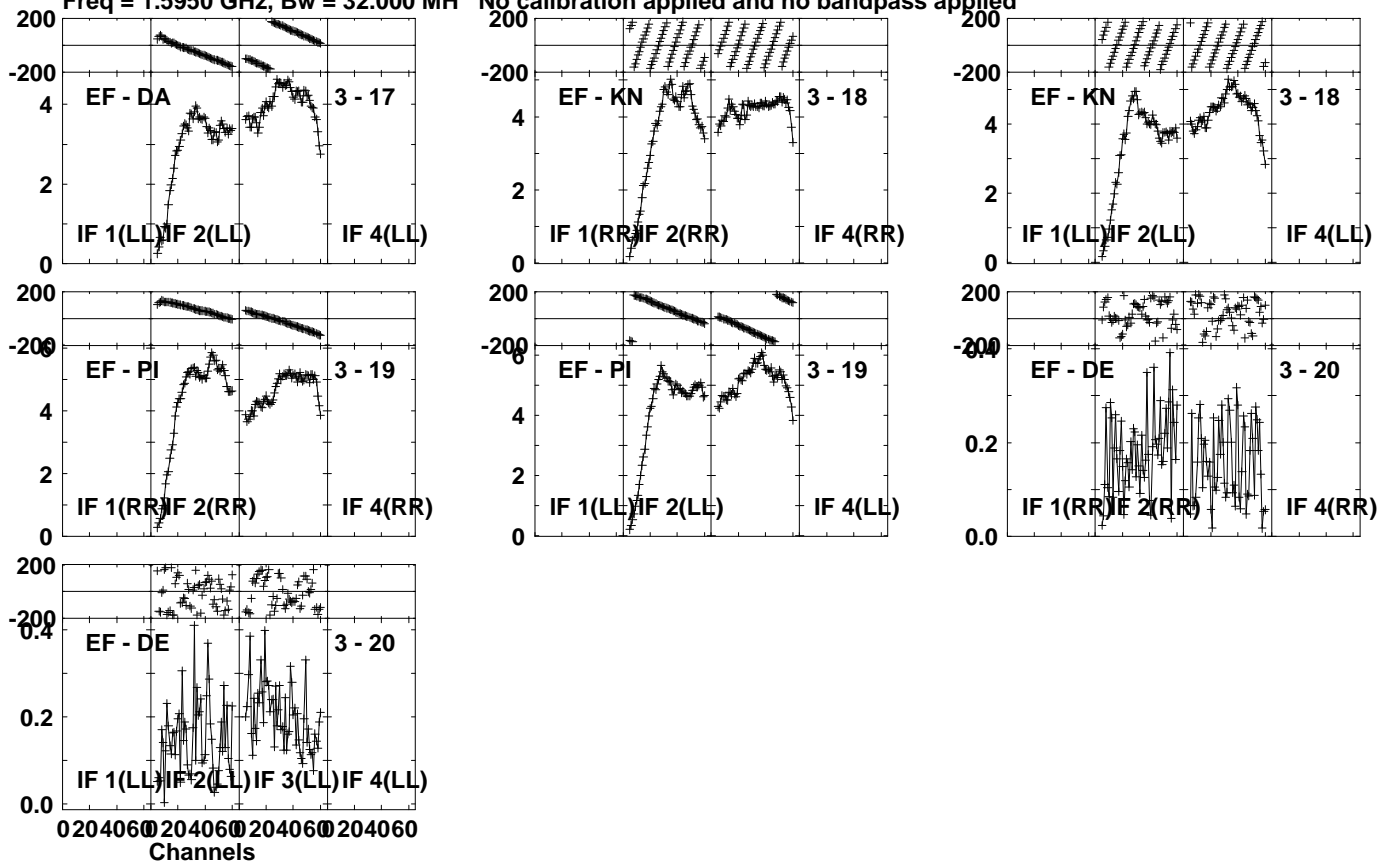 Freq = 1.5950 GHz, Bw = 32.000 MH No calibration applied and no bandpass applied
200
-200
EF - DA
3 - 17
4
2
0
IF 1(LL)
IF 2(LL)
IF 4(LL)
EF - KN
3 - 18
4
2
0
IF 1(RR)
IF 2(RR)
IF 4(RR)
200
-200
EF - KN
3 - 18
4
2
0
IF 1(LL)
IF 2(LL)
IF 4(LL)
200
-200
6
EF - PI
3 - 19
4
2
0
IF 1(RR)
IF 2(RR)
IF 4(RR)
200
-200
6
EF - PI
3 - 19
4
2
0
IF 1(LL)
IF 2(LL)
IF 4(LL)
200
-200
0.4
EF - DE
3 - 20
0.2
0.0
IF 1(RR)
IF 2(RR)
IF 4(RR)
200
-200
0.4
EF - DE
3 - 20
0.2
0.0
IF 1(LL)
IF 2(LL)
IF 3(LL)
IF 4(LL)
0 20 40 60 0 20 40 60 0 20 40 60 0 20 40 60
Channels